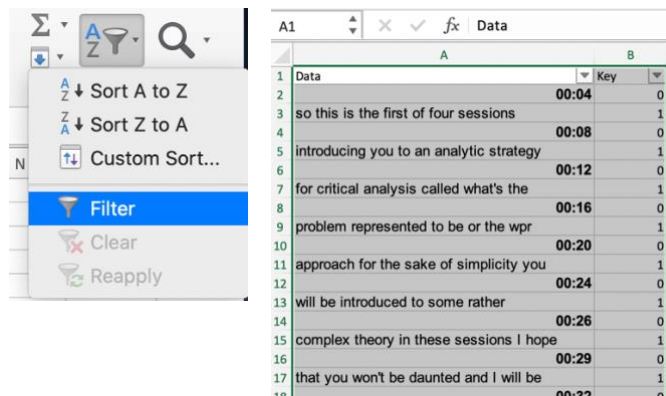 Sort A to Z
Sort Z to A
Custom Sort...
N
Filter
Clear
Reapply
A1 fx Data
A B
1 Data Key
2 00:04 0
3 so this is the first of four sessions 1
4 00:08 0
5 introducing you to an analytic strategy 1
6 00:12 0
7 for critical analysis called what's the 1
8 00:16 0
9 problem represented to be or the wpr 1
10 00:20 0
11 approach for the sake of simplicity you 1
12 00:24 0
13 will be introduced to some rather 1
14 00:26 0
15 complex theory in these sessions I hope 1
16 00:29 0
17 that you won't be daunted and I will be 1
18 00:32 0